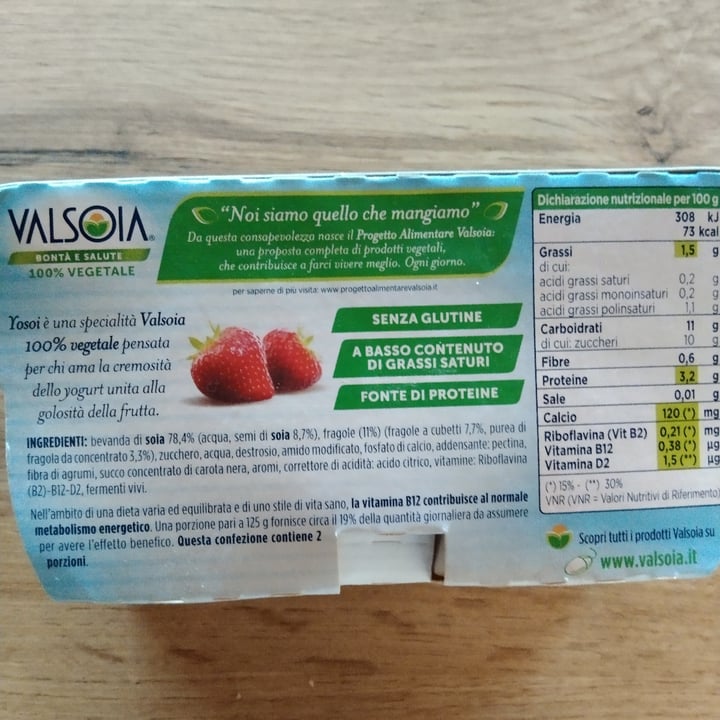 VALSOIA
BONTÀ E SALUTE
100% VEGETALE
"Noi siamo quello che mangiamo"
Da questa consapevolezza nasce il Progetto Alimentare Valsoia:
una proposta completa di prodotti vegetali,
che contribuisce a farci vivere meglio. Ogni giorno.
per saperne di più visita: www.progettoalimentarevalsoia.it
Yosoi è una specialità Valsoia
100% vegetale pensata
per chi ama la cremosità
dello yogurt unita alla
golosità della frutta.
SENZA GLUTINE
A BASSO CONTENUTO
DI GRASSI SATURI
FONTE DI PROTEINE
INGREDIENTI: bevanda di soia 78,4% (acqua, semi di soia 8,7%), fragole (11%) (fragole a cubetti 7,7%, purea di
fragola da concentrato 3,3%), zucchero, acqua, destrosio, amido modificato, fosfato di calcio, addensante: pectina,
fibra di agrumi, succo concentrato di carota nera, aromi, correttore di acidità: acido citrico, vitamine: Riboflavina
(B2)-B12-D2, fermenti vivi.
Nell'ambito di una dieta varia ed equilibrata e di uno stile di vita sano, la vitamina B12 contribuisce al normale
metabolismo energetico. Una porzione pari a 125 g fornisce circa il 19% della quantità giornaliera da assumere
per avere l'effetto benefico. Questa confezione contiene 2
porzioni.
Dichiarazione nutrizionale per 100 g
Energia 308 kJ
73 kcal
Grassi 1,5 g
di cui:
acidi grassi saturi 0,2 g
acidi grassi monoinsaturi 0,2 g
acidi grassi polinsaturi 1,1 g
Carboidrati 11 g
di cui: zuccheri 10 g
Fibre 0,6 g
Proteine 3,2 g
Sale 0,01 g
Calcio 120 (*) mg
Riboflavina (Vit B2) 0,21 (*) mg
Vitamina B12 0,38 (*) µg
Vitamina D2 1,5 (**) µg
(*) 15% - (**) 30%
VNR (VNR = Valori Nutritivi di Riferimento)
Scopri tutti i prodotti Valsoia su
www.valsoia.it